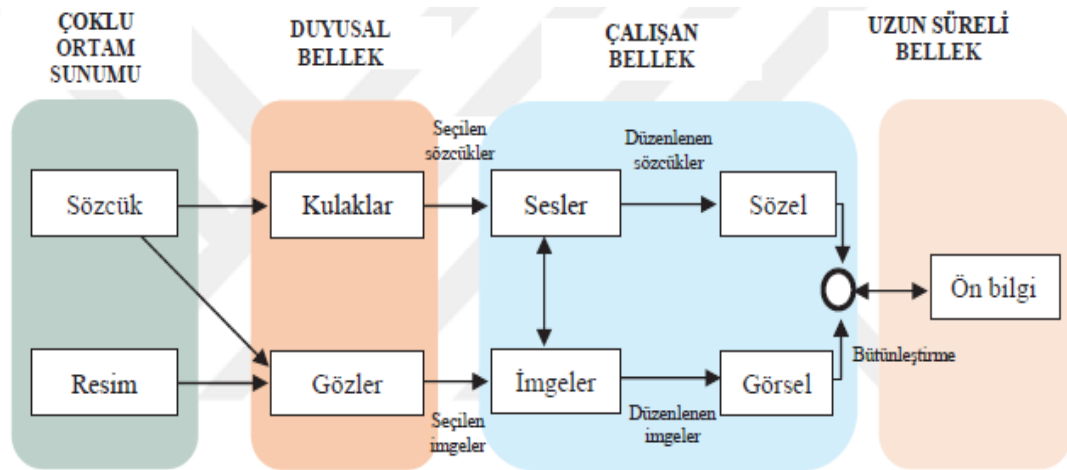 ÇOKLU
ORTAM
SUNUMU
DUYUSAL
BELLEK
ÇALIŞAN
BELLEK
UZUN SÜRELİ
BELLEK
Seçilen
sözcükler
Düzenlenen
sözcükler
Sözcük
Kulaklar
Sesler
Sözel
Ön bilgi
Bütünleştirme
Resim
Gözler
İmgeler
Görsel
Seçilen
imgeler
Düzenlenen
imgeler